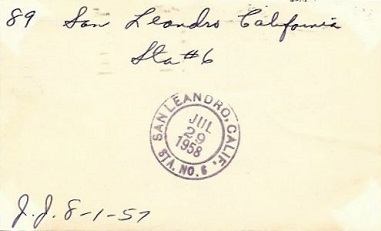 89 San Leandro California
Sta #6
SAN LEANDRO, CALIF.
JUL
29
1958
STA. NO. 6
J.J. 8-1-57